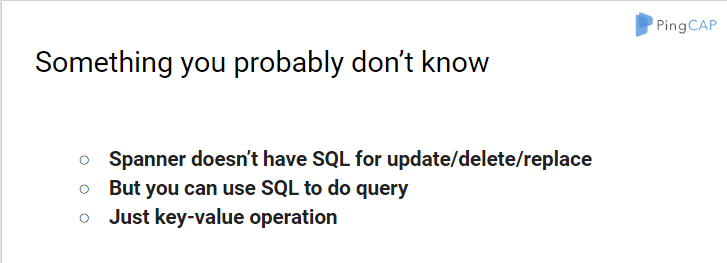 PingCAP
Something you probably don’t know
Spanner doesn’t have SQL for update/delete/replace
But you can use SQL to do query
Just key-value operation